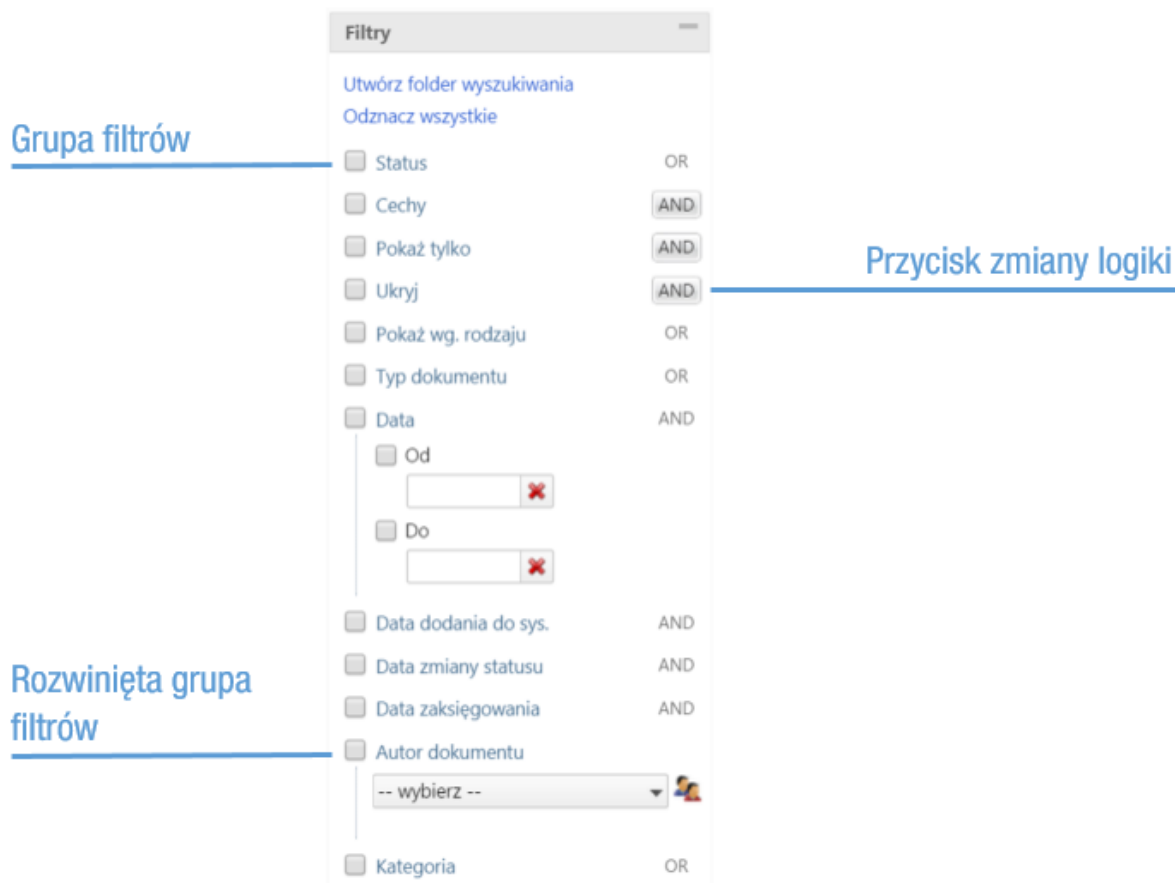 Filtry
Utwórz folder wyszukiwania
Odznacz wszystkie
Grupa filtrów
Status OR
Cechy AND
Pokaż tylko AND
Przycisk zmiany logiki
Ukryj AND
Pokaż wg. rodzaju OR
Typ dokumentu OR
Data AND
Od
Do
Data dodania do sys. AND
Data zmiany statusu AND
Rozwinięta grupa
filtrów
Data zaksięgowania AND
Autor dokumentu
-- wybierz --
Kategoria OR